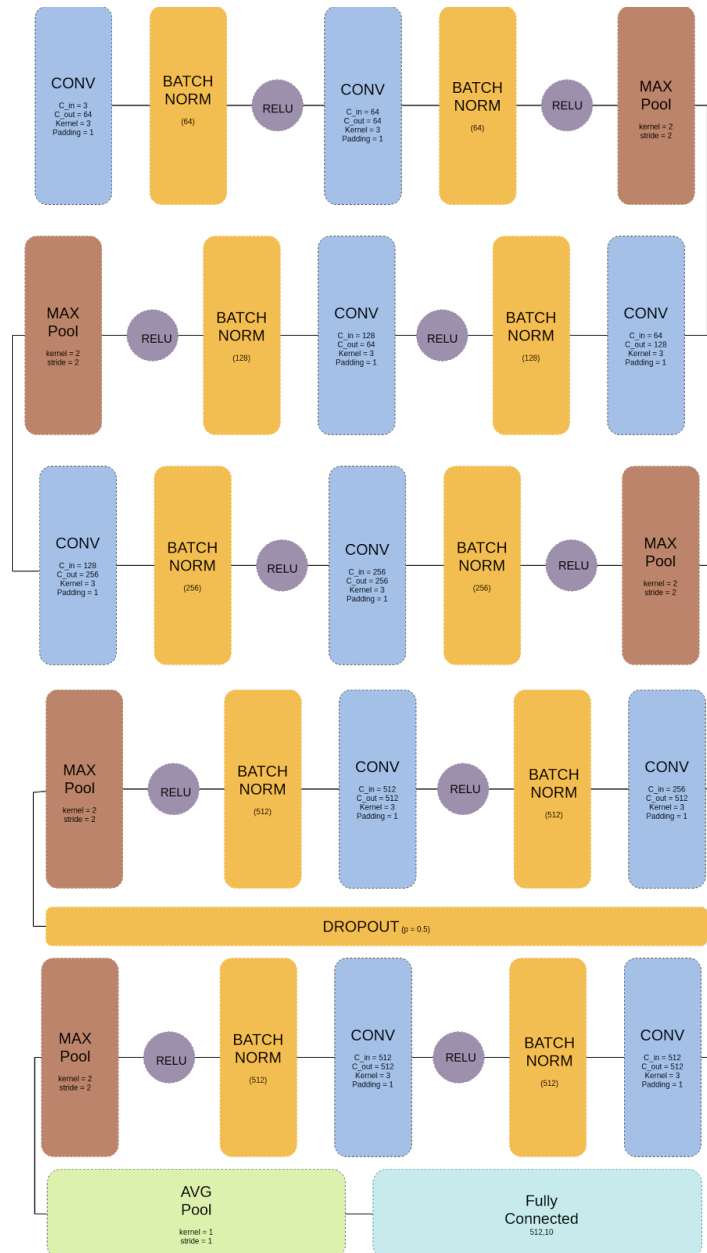 CONV
C_in = 3
C_out = 64
Kernel = 3
Padding = 1
BATCH
NORM
(64)
RELU
CONV
C_in = 64
C_out = 64
Kernel = 3
Padding = 1
BATCH
NORM
(64)
RELU
MAX
Pool
kernel = 2
stride = 2
MAX
Pool
kernel = 2
stride = 2
RELU
BATCH
NORM
(128)
CONV
C_in = 128
C_out = 64
Kernel = 3
Padding = 1
RELU
BATCH
NORM
(128)
CONV
C_in = 64
C_out = 128
Kernel = 3
Padding = 1
CONV
C_in = 128
C_out = 256
Kernel = 3
Padding = 1
BATCH
NORM
(256)
RELU
CONV
C_in = 256
C_out = 256
Kernel = 3
Padding = 1
BATCH
NORM
(256)
RELU
MAX
Pool
kernel = 2
stride = 2
MAX
Pool
kernel = 2
stride = 2
RELU
BATCH
NORM
(512)
CONV
C_in = 512
C_out = 512
Kernel = 3
Padding = 1
RELU
BATCH
NORM
(512)
CONV
C_in = 256
C_out = 512
Kernel = 3
Padding = 1
DROPOUT (p = 0.5)
MAX
Pool
kernel = 2
stride = 2
RELU
BATCH
NORM
(512)
CONV
C_in = 512
C_out = 512
Kernel = 3
Padding = 1
RELU
BATCH
NORM
(512)
CONV
C_in = 512
C_out = 512
Kernel = 3
Padding = 1
AVG
Pool
kernel = 1
stride = 1
Fully
Connected
512,10